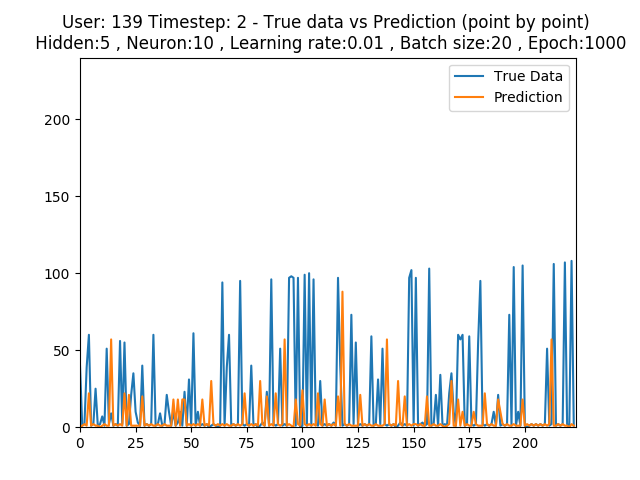 User: 139 Timestep: 2 - True data vs Prediction (point by point)
Hidden:5 , Neuron:10 , Learning rate:0.01 , Batch size:20 , Epoch:1000
True Data
Prediction
200
150
100
50
0
0 25 50 75 100 125 150 175 200